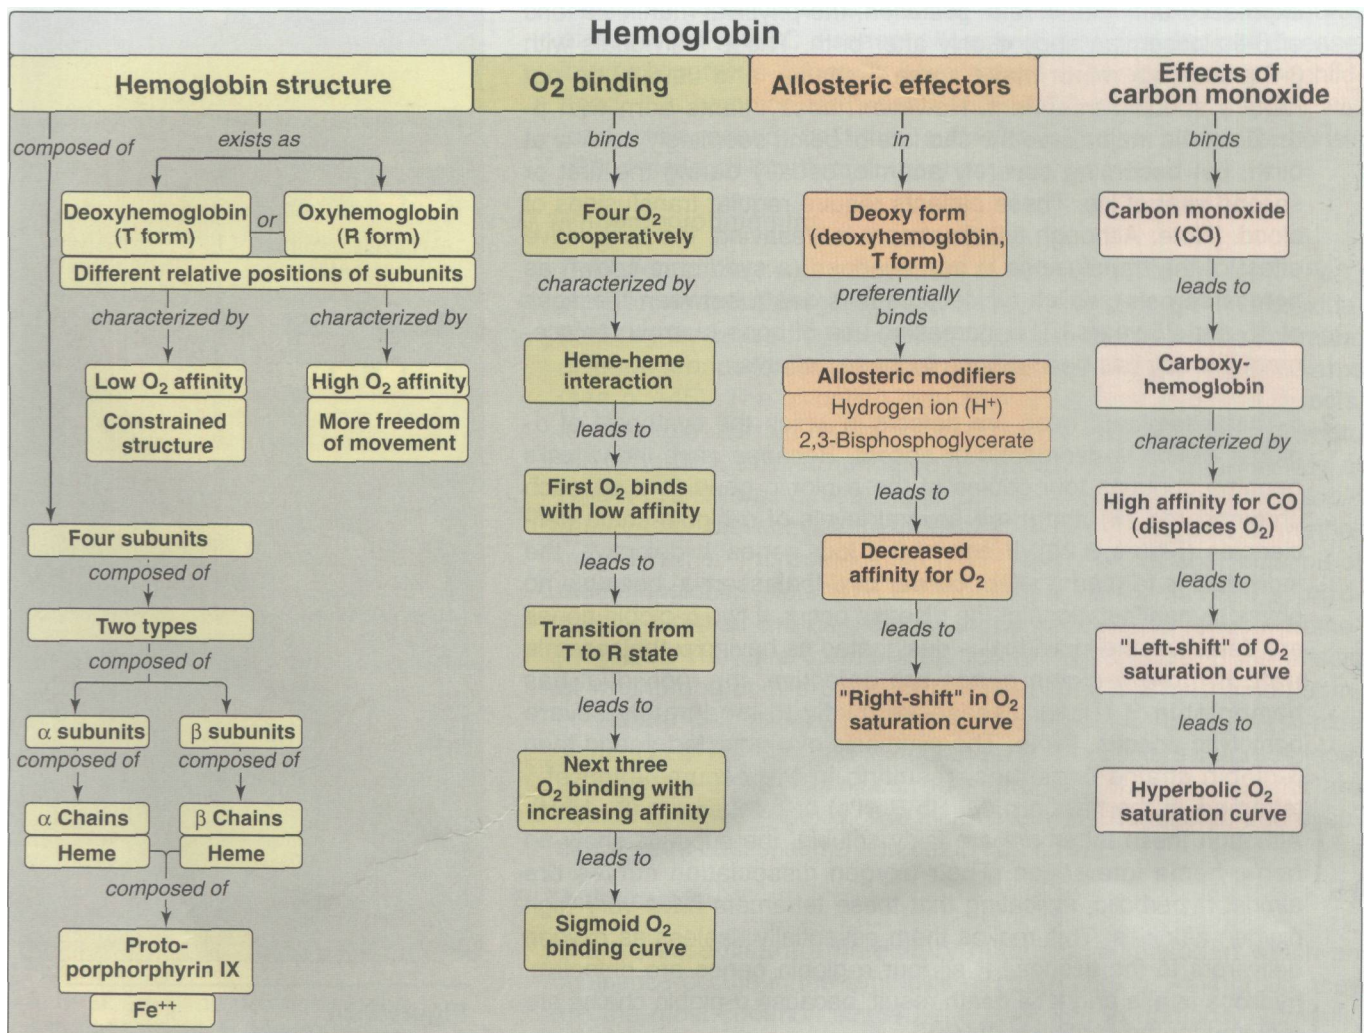 Hemoglobin
Hemoglobin structure
composed of
exists as
Deoxyhemoglobin
(T form)
or
Oxyhemoglobin
(R form)
Different relative positions of subunits
characterized by
characterized by
Low O₂ affinity
Constrained
structure
High O₂ affinity
More freedom
of movement
Four subunits
composed of
Two types
composed of
α subunits
β subunits
composed of
composed of
α Chains
Heme
β Chains
Heme
composed of
Proto-
porphorphyrin IX
Fe⁺⁺
O₂ binding
binds
Four O₂
cooperatively
characterized by
Heme-heme
interaction
leads to
First O₂ binds
with low affinity
leads to
Transition from
T to R state
leads to
Next three
O₂ binding with
increasing affinity
leads to
Sigmoid O₂
binding curve
Allosteric effectors
in
Deoxy form
(deoxyhemoglobin,
T form)
preferentially
binds
Allosteric modifiers
Hydrogen ion (H⁺)
2,3-Bisphosphoglycerate
leads to
Decreased
affinity for O₂
leads to
"Right-shift" in O₂
saturation curve
Effects of
carbon monoxide
binds
Carbon monoxide
(CO)
leads to
Carboxy-
hemoglobin
characterized by
High affinity for CO
(displaces O₂)
leads to
"Left-shift" of O₂
saturation curve
leads to
Hyperbolic O₂
saturation curve